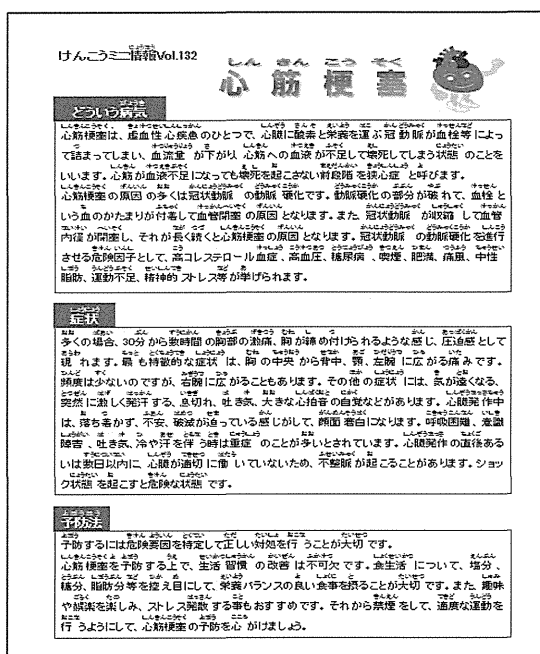 けんこうミニ情報Vol.132
心筋梗塞
どういう病気
心筋梗塞は、虚血性心疾患のひとつで、心臓に酸素と栄養を運ぶ冠動脈が血栓等によっ
て詰まってしまい、血流量が下がり心筋への血液が不足して壊死してしまう状態のことを
いいます。心筋が血液不足になっても壊死を起こさない前段階を狭心症と呼びます。
心筋梗塞の原因の多くは冠状動脈の動脈硬化です。動脈硬化の部分が破れて、血栓と
いう血のかたまりが付着して血管閉塞の原因となります。また、冠状動脈が収縮して血管
内径が閉塞し、それが長く続くと心筋梗塞の原因となります。冠状動脈の動脈硬化を進行
させる危険因子として、高コレステロール血症、高血圧、糖尿病、喫煙、肥満、痛風、中性
脂肪、運動不足、精神的ストレス等が挙げられます。
症状
多くの場合、30分から数時間の胸部の激痛、胸が締め付けられるような感じ、圧迫感として
現れます。最も特徴的な症状は、胸の中央から背中、顎、左腕に広がる痛みです。
頻度は少ないのですが、右腕に広がることもあります。その他の症状には、気が遠くなる、
突然に激しく発汗する、息切れ、吐き気、大きな心拍音の自覚などがあります。心臓発作中
は、落ち着かず、不安、破滅が迫っている感じがして、顔面蒼白になります。呼吸困難、意識
障害、吐き気、冷や汗を伴う時は重症のことが多いとされています。心臓発作の直後ある
いは数日以内に、心臓が適切に働いていないため、不整脈が起こることがあります。ショッ
ク状態を起こすと危険な状態です。
予防法
予防するには危険要因を特定して正しい対処を行うことが大切です。
心筋梗塞を予防する上で、生活習慣の改善は不可欠です。食生活について、塩分、
糖分、脂肪分等を控え目にして、栄養バランスの良い食事を摂ることが大切です。また、趣味
や娯楽を楽しみ、ストレス発散する事もおすすめです。それから禁煙をして、適度な運動を
行うようにして、心筋梗塞の予防を心がけましょう。